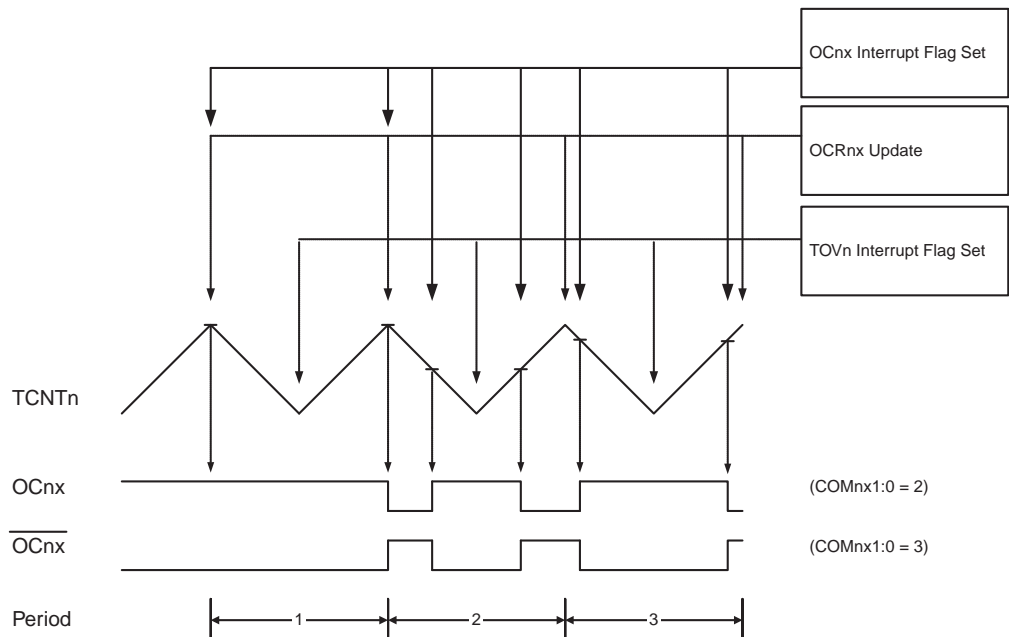 OCnx Interrupt Flag Set
OCRnx Update
TOVn Interrupt Flag Set
TCNTn
OCnx
(COMnx1:0 = 2)
OCnx
(COMnx1:0 = 3)
Period
1
2
3